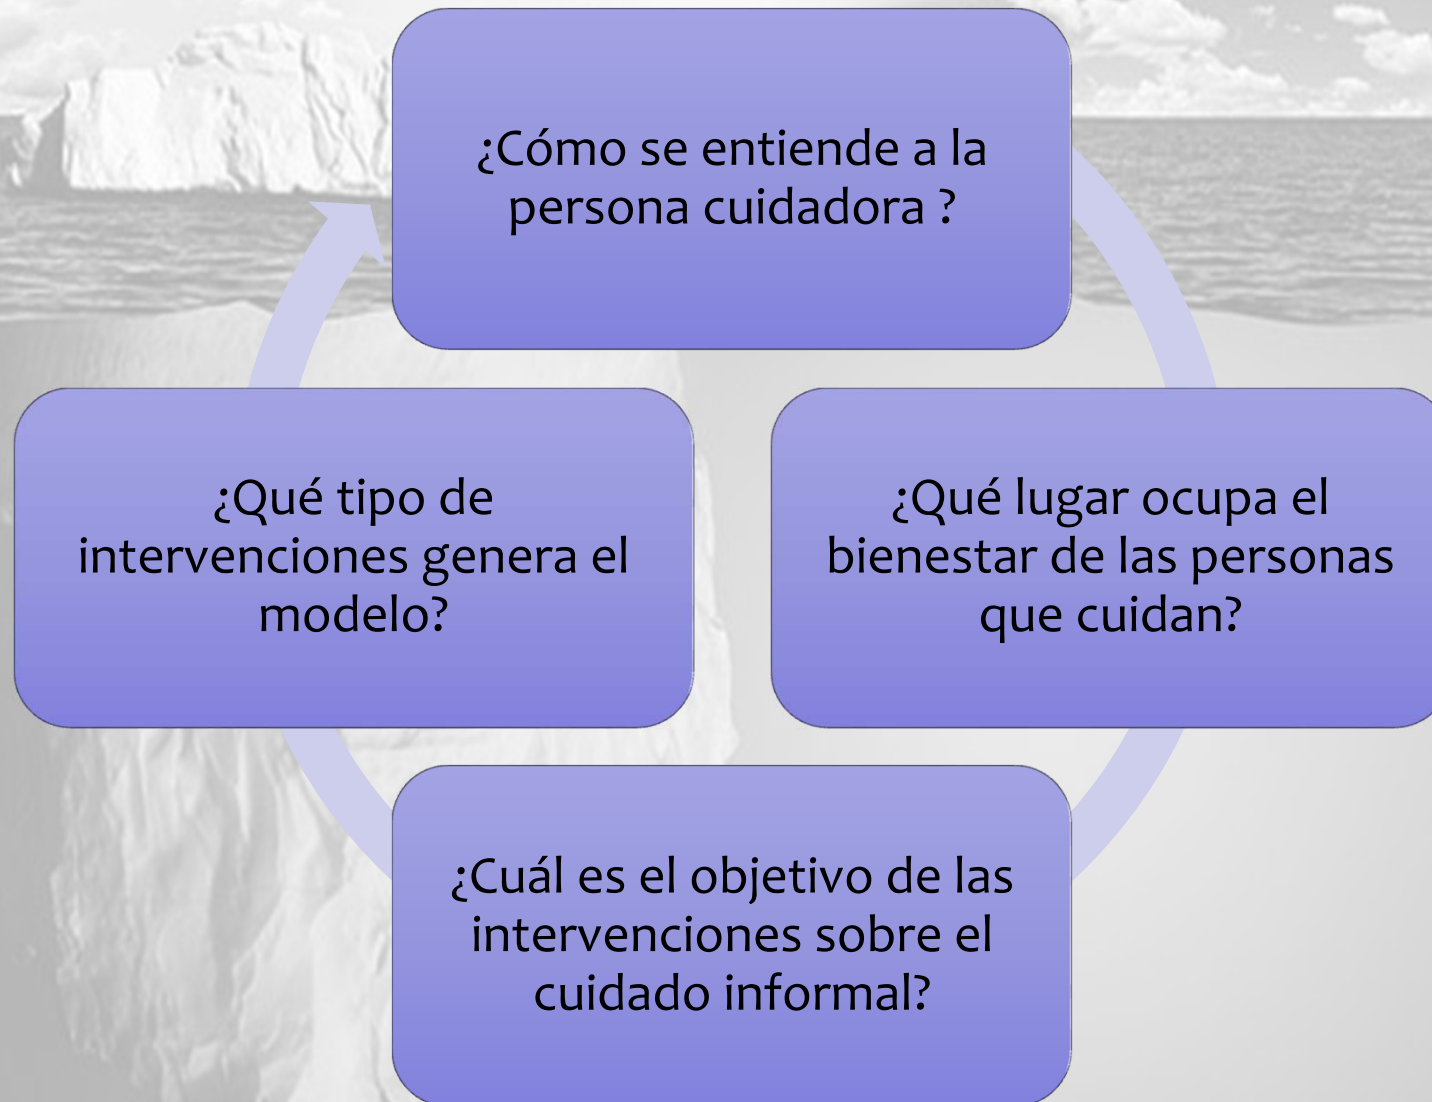 ¿Cómo se entiende a la
persona cuidadora ?
¿Qué lugar ocupa el
bienestar de las personas
que cuidan?
¿Cuál es el objetivo de las
intervenciones sobre el
cuidado informal?
¿Qué tipo de
intervenciones genera el
modelo?